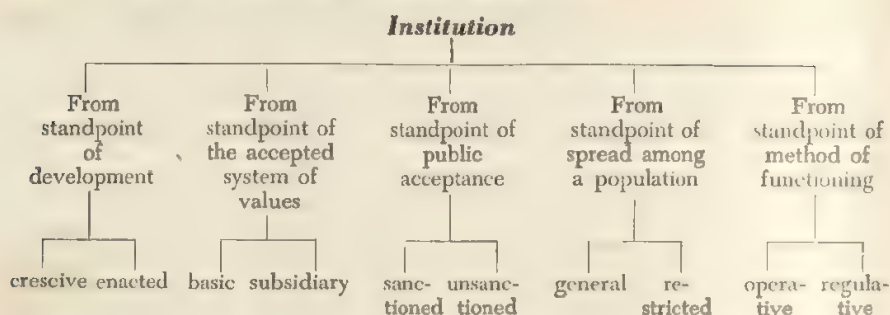 Institution
From
standpoint
of
development
From
standpoint of
the accepted
system of
values
From
standpoint of
public
acceptance
From
standpoint of
spread among
a population
From
standpoint of
method of
functioning
crescive enacted
basic subsidiary
sanc- unsanc-
tioned tioned
general re-
stricted
opera- regula-
tive tive